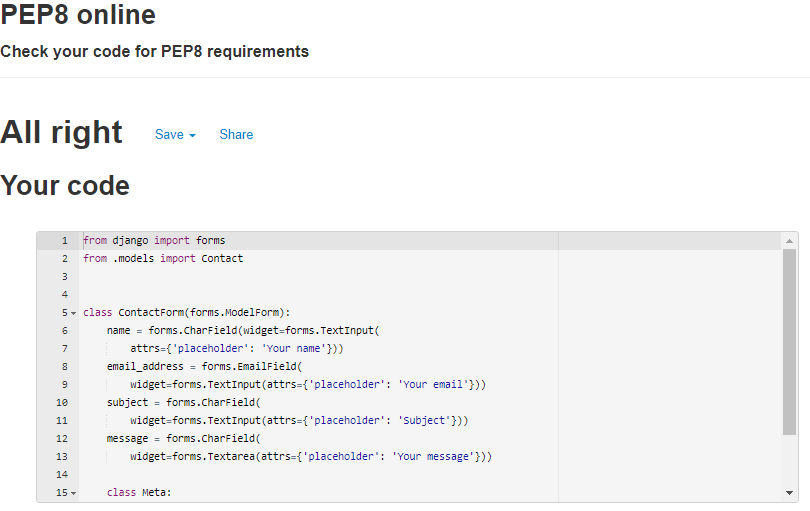 PEP8 online
Check your code for PEP8 requirements
All right Save Share
Your code
1 from django import forms
2 from .models import Contact
3
4
5 class ContactForm(forms.ModelForm):
6     name = forms.CharField(widget=forms.TextInput(
7         attrs={'placeholder': 'Your name'}))
8     email_address = forms.EmailField(
9         widget=forms.TextInput(attrs={'placeholder': 'Your email'}))
10     subject = forms.CharField(
11         widget=forms.TextInput(attrs={'placeholder': 'Subject'}))
12     message = forms.CharField(
13         widget=forms.Textarea(attrs={'placeholder': 'Your message'}))
14
15     class Meta: